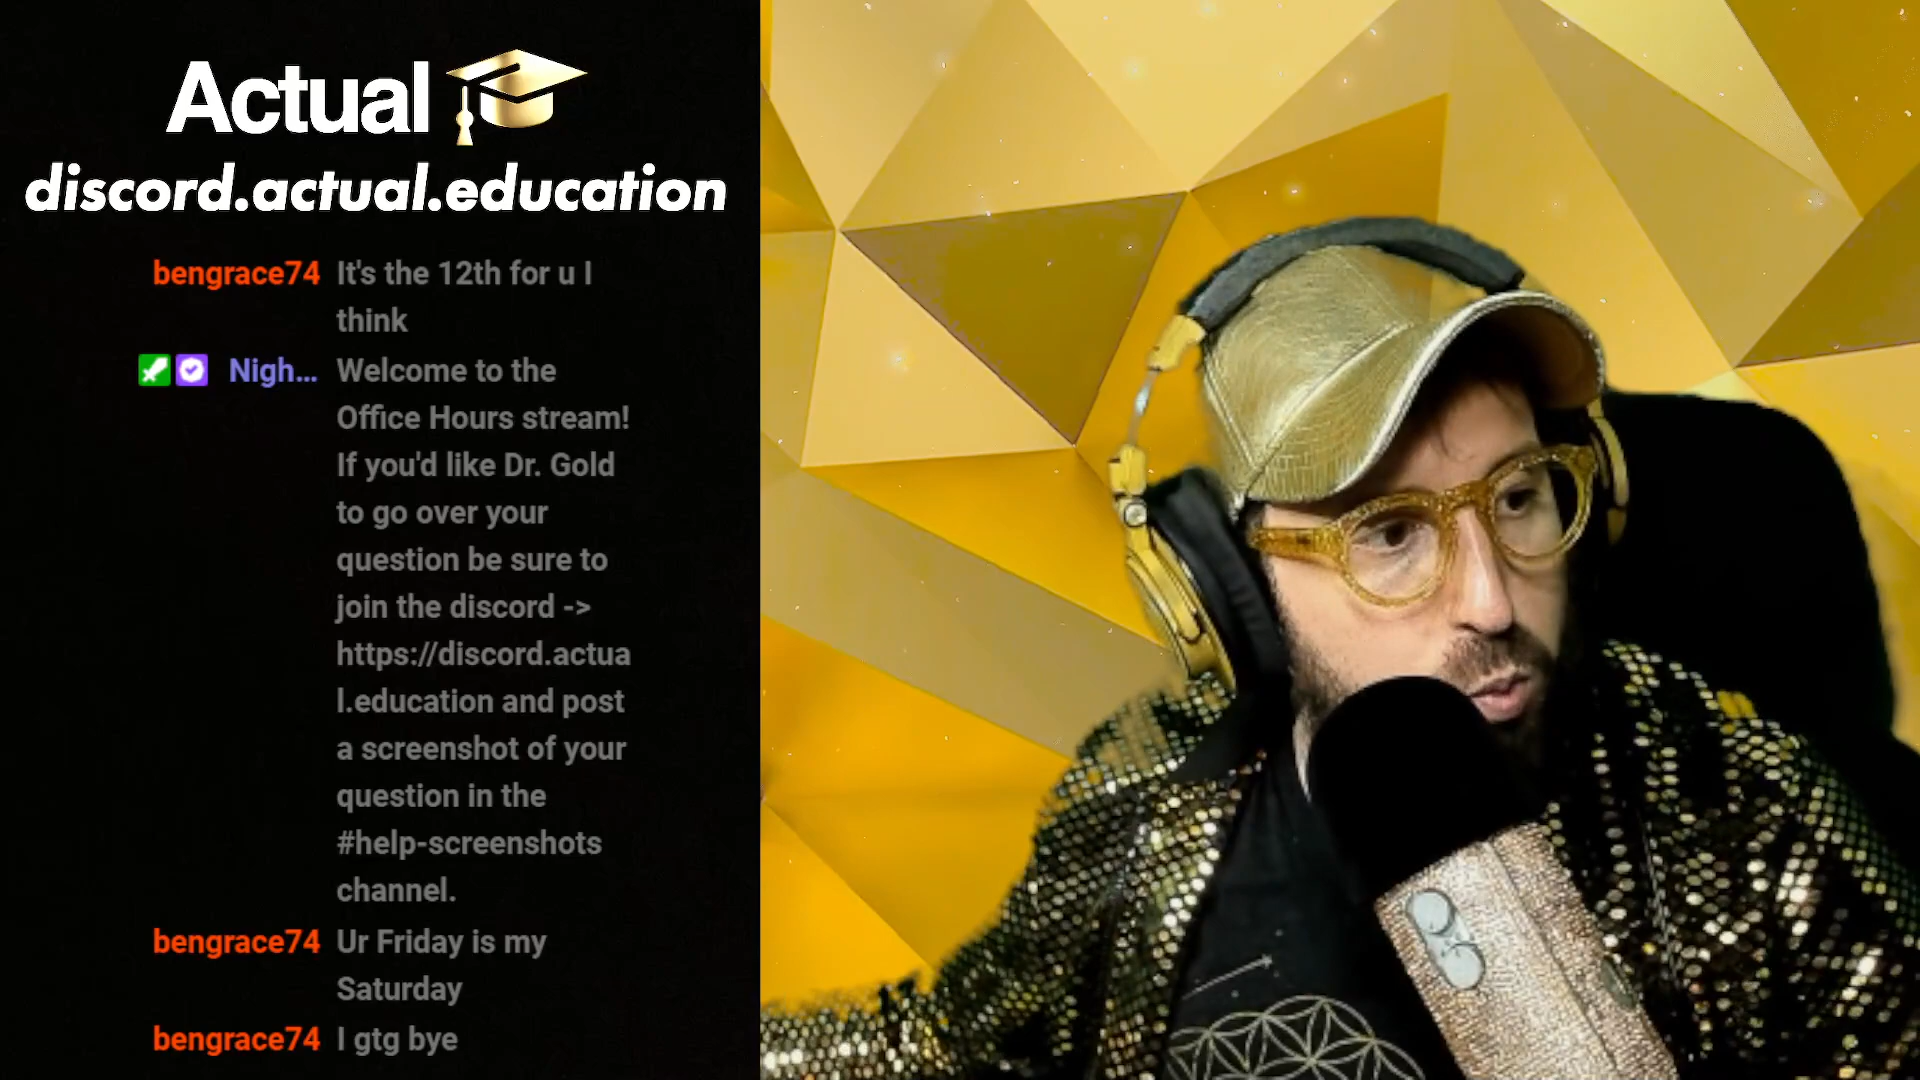 Actual
discord.actual.education
bengrace74 It's the 12th for u I
think
Nigh... Welcome to the
Office Hours stream!
If you'd like Dr. Gold
to go over your
question be sure to
join the discord ->
https://discord.actua
l.education and post
a screenshot of your
question in the
#help-screenshots
channel.
bengrace74 Ur Friday is my
Saturday
bengrace74 I gtg bye